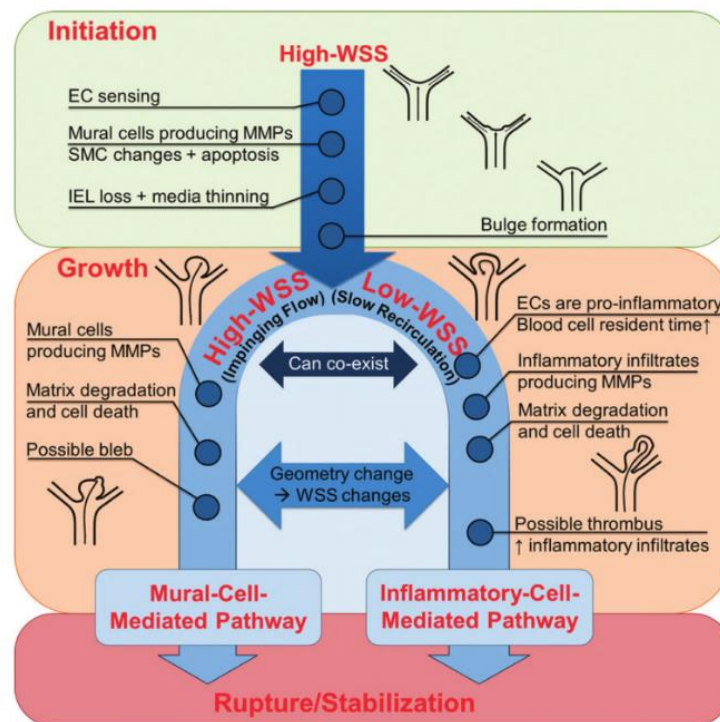 Initiation
High-WSS
EC sensing
Mural cells producing MMPs
SMC changes + apoptosis
IEL loss + media thinning
Bulge formation
Growth
High-WSS
(Impinging Flow)
Low-WSS
(Slow Recirculation)
Mural cells
producing MMPs
Matrix degradation
and cell death
Possible bleb
Can co-exist
Geometry change
→ WSS changes
ECs are pro-inflammatory
Blood cell resident time↑
Inflammatory infiltrates
producing MMPs
Matrix degradation
and cell death
Possible thrombus
↑ inflammatory infiltrates
Mural-Cell-
Mediated Pathway
Inflammatory-Cell-
Mediated Pathway
Rupture/Stabilization